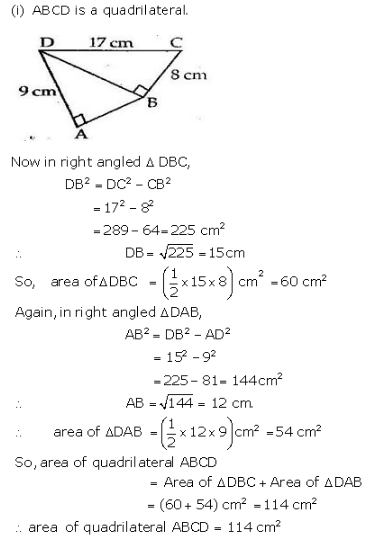 (i) ABCD is a quadrilateral.
D 17 cm C
8 cm
9 cm
B
A
Now in right angled Δ DBC,
DB² = DC² − CB²
= 17² − 8²
= 289 − 64 = 225 cm²
∴ DB = √225 = 15cm
So, area of ΔDBC = (1/2 × 15 × 8) cm² = 60 cm²
Again, in right angled ΔDAB,
AB² = DB² − AD²
= 15² − 9²
= 225 − 81 = 144cm²
∴ AB = √144 = 12 cm.
∴ area of ΔDAB = (1/2 × 12 × 9)cm² = 54 cm²
So, area of quadrilateral ABCD
= Area of ΔDBC + Area of ΔDAB
= (60 + 54) cm² = 114 cm²
∴ area of quadrilateral ABCD = 114 cm²